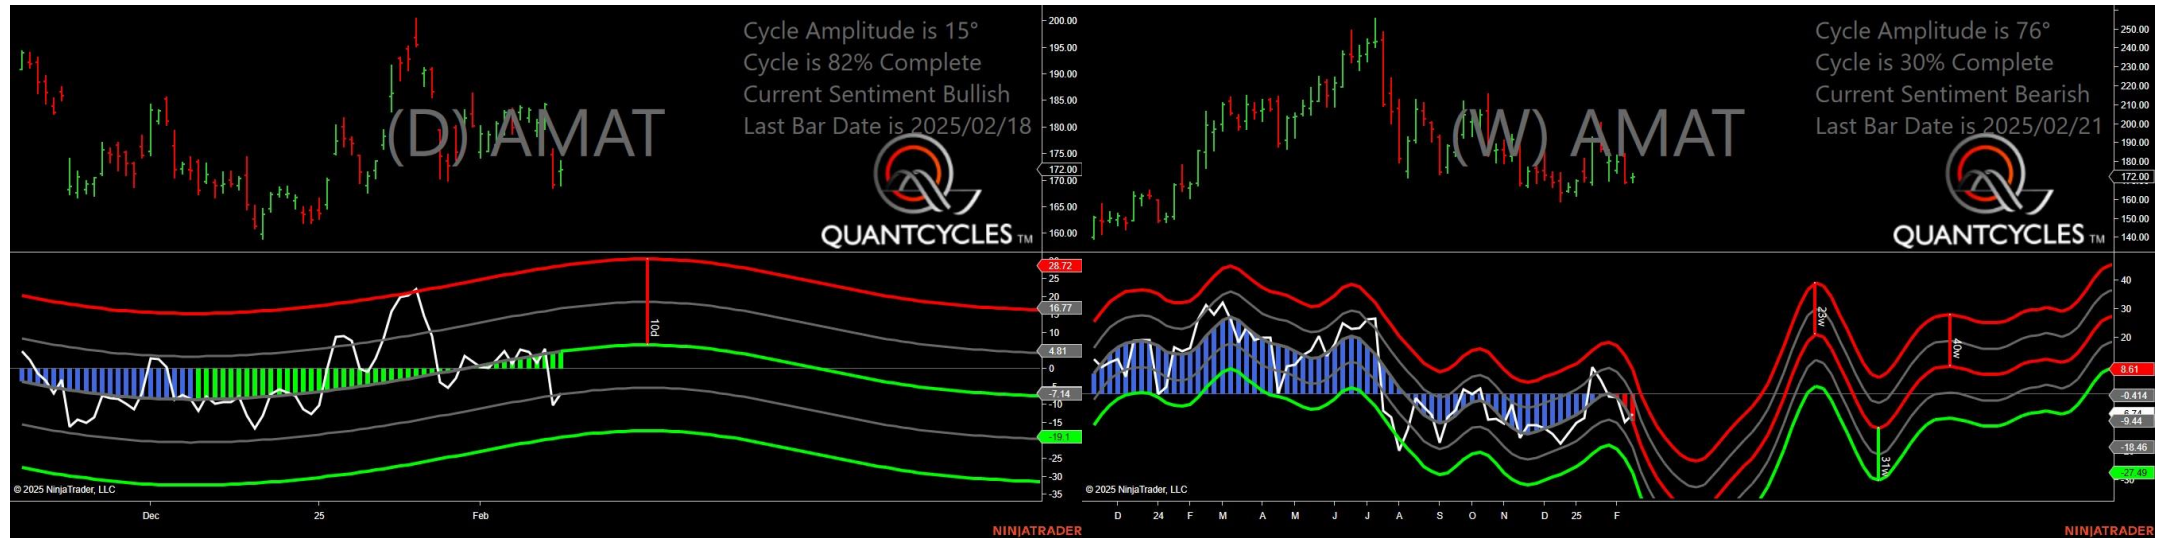 Cycle Amplitude is 15°
Cycle is 82% Complete
Current Sentiment Bullish
Last Bar Date is 2025/02/18
(D) AMAT
QUANTCYCLES TM
200.00
195.00
190.00
185.00
180.00
175.00
172.00
170.00
165.00
160.00
28.72
25
20
16.77
15
10
4.81
0
-5
-7.14
-10
-15
-19.1
-25
-30
-35
10d
© 2025 NinjaTrader, LLC
Dec 25 Feb
NINJATRADER
Cycle Amplitude is 76°
Cycle is 30% Complete
Current Sentiment Bearish
Last Bar Date is 2025/02/21
(W) AMAT
QUANTCYCLES TM
250.00
240.00
230.00
220.00
210.00
200.00
190.00
180.00
172.00
160.00
150.00
140.00
40
30
20
8.61
-0.414
-6.74
-9.44
-18.46
-27.49
-30
23w
31w
40w
© 2025 NinjaTrader, LLC
D 24 F M A M J J A S O N D 25 F
NINJATRADER